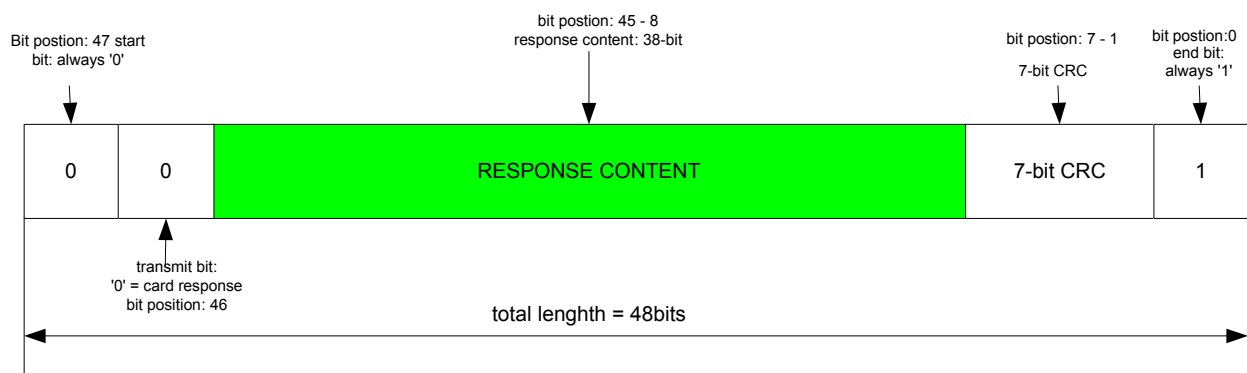 bit postion: 45 - 8
response content: 38-bit
Bit postion: 47 start
bit: always '0'
bit postion: 7 - 1
7-bit CRC
bit postion:0
end bit:
always '1'
0
0
RESPONSE CONTENT
7-bit CRC
1
transmit bit:
'0' = card response
bit position: 46
total lenghth = 48bits